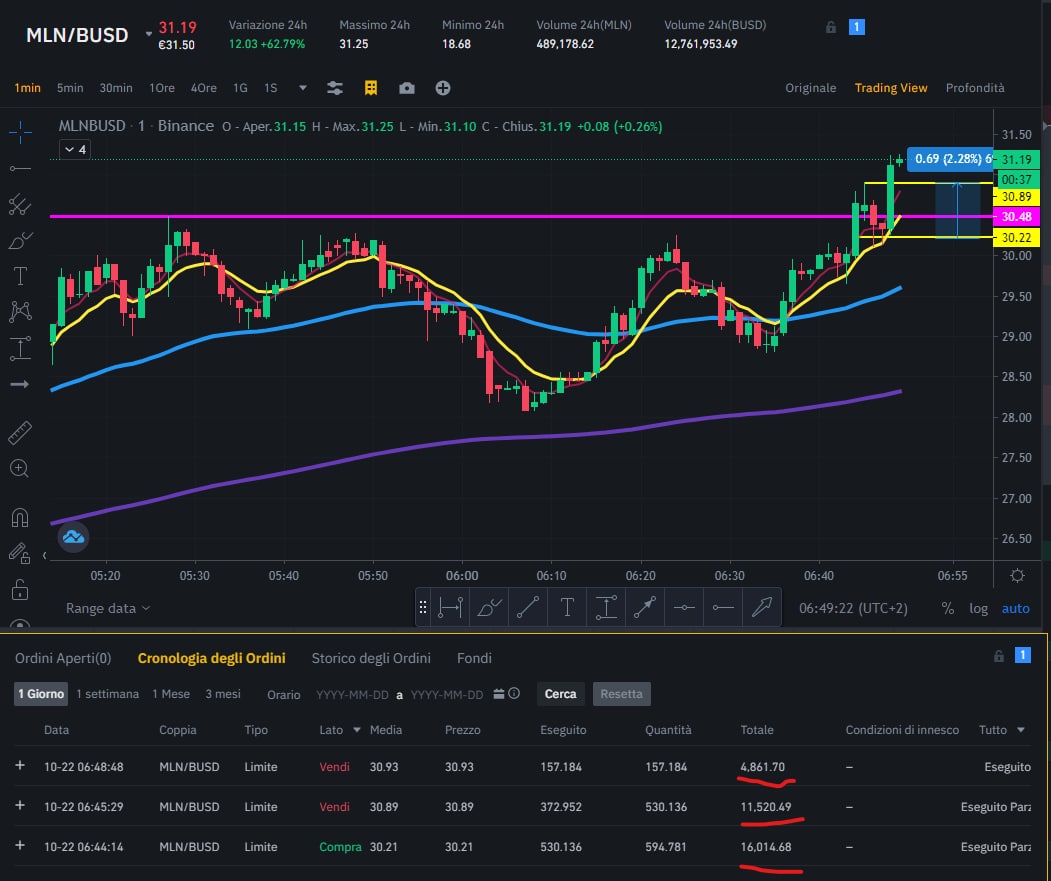 MLN/BUSD 31.19 €31.50 Variazione 24h 12.03 +62.79% Massimo 24h 31.25 Minimo 24h 18.68 Volume 24h(MLN) 489,178.62 Volume 24h(BUSD) 12,761,953.49 1
1min 5min 30min 1Ore 4Ore 1G 1S Originale Trading View Profondità
MLNBUSD · 1 · Binance O - Aper.31.15 H - Max.31.25 L - Min.31.10 C - Chius.31.19 +0.08 (+0.26%)
4
31.50
0.69 (2.28%) 6 31.19
00:37
30.89
30.48
30.22
30.00
29.50
29.00
28.50
28.00
27.50
27.00
26.50
05:20 05:30 05:40 05:50 06:00 06:10 06:20 06:30 06:40 06:55
Range data 06:49:22 (UTC+2) % log auto
Ordini Aperti(0) Cronologia degli Ordini Storico degli Ordini Fondi 1
1 Giorno 1 settimana 1 Mese 3 mesi Orario YYYY-MM-DD a YYYY-MM-DD Cerca Resetta
Data Coppia Tipo Lato Media Prezzo Eseguito Quantità Totale Condizioni di innesco Tutto
+ 10-22 06:48:48 MLN/BUSD Limite Vendi 30.93 30.93 157.184 157.184 4,861.70 – Eseguito
+ 10-22 06:45:29 MLN/BUSD Limite Vendi 30.89 30.89 372.952 530.136 11,520.49 – Eseguito Parz
+ 10-22 06:44:14 MLN/BUSD Limite Compra 30.21 30.21 530.136 594.781 16,014.68 – Eseguito Parz